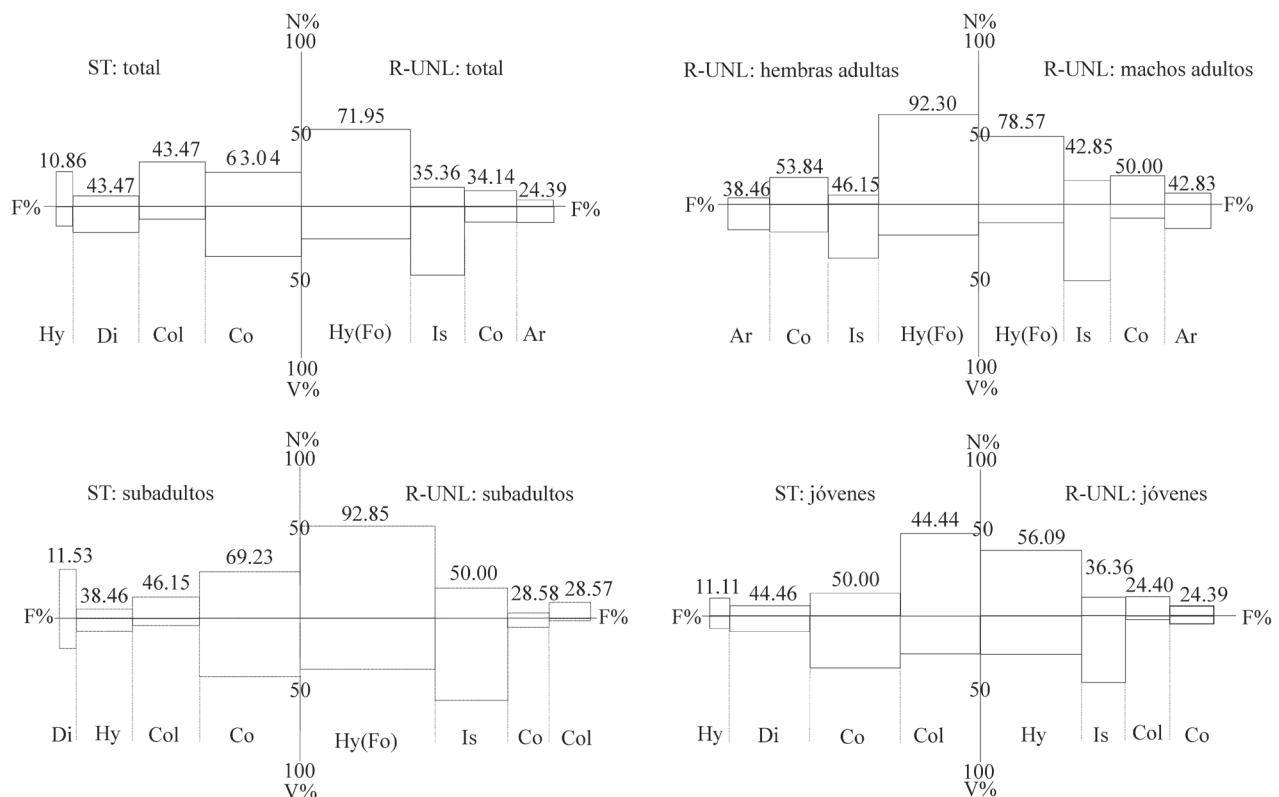 N%
100
ST: total
R-UNL: total
71.95
50
10.86
43.47
43.47
63.04
35.36
34.14
24.39
F%
F%
50
Hy
Di
Col
Co
Hy(Fo)
Is
Co
Ar
100
V%
N%
100
R-UNL: hembras adultas
R-UNL: machos adultos
92.30
50
78.57
42.85
38.46
53.84
46.15
50.00
42.83
F%
F%
50
Ar
Co
Is
Hy(Fo)
Hy(Fo)
Is
Co
Ar
100
V%
N%
100
ST: subadultos
R-UNL: subadultos
50
92.85
11.53
38.46
46.15
69.23
50.00
28.58
28.57
F%
F%
50
Di
Hy
Col
Co
Hy(Fo)
Is
Co
Col
100
V%
N%
100
ST: jóvenes
R-UNL: jóvenes
44.44
50
56.09
11.11
44.46
50.00
36.36
24.40
24.39
F%
F%
50
Hy
Di
Co
Col
Hy
Is
Col
Co
100
V%